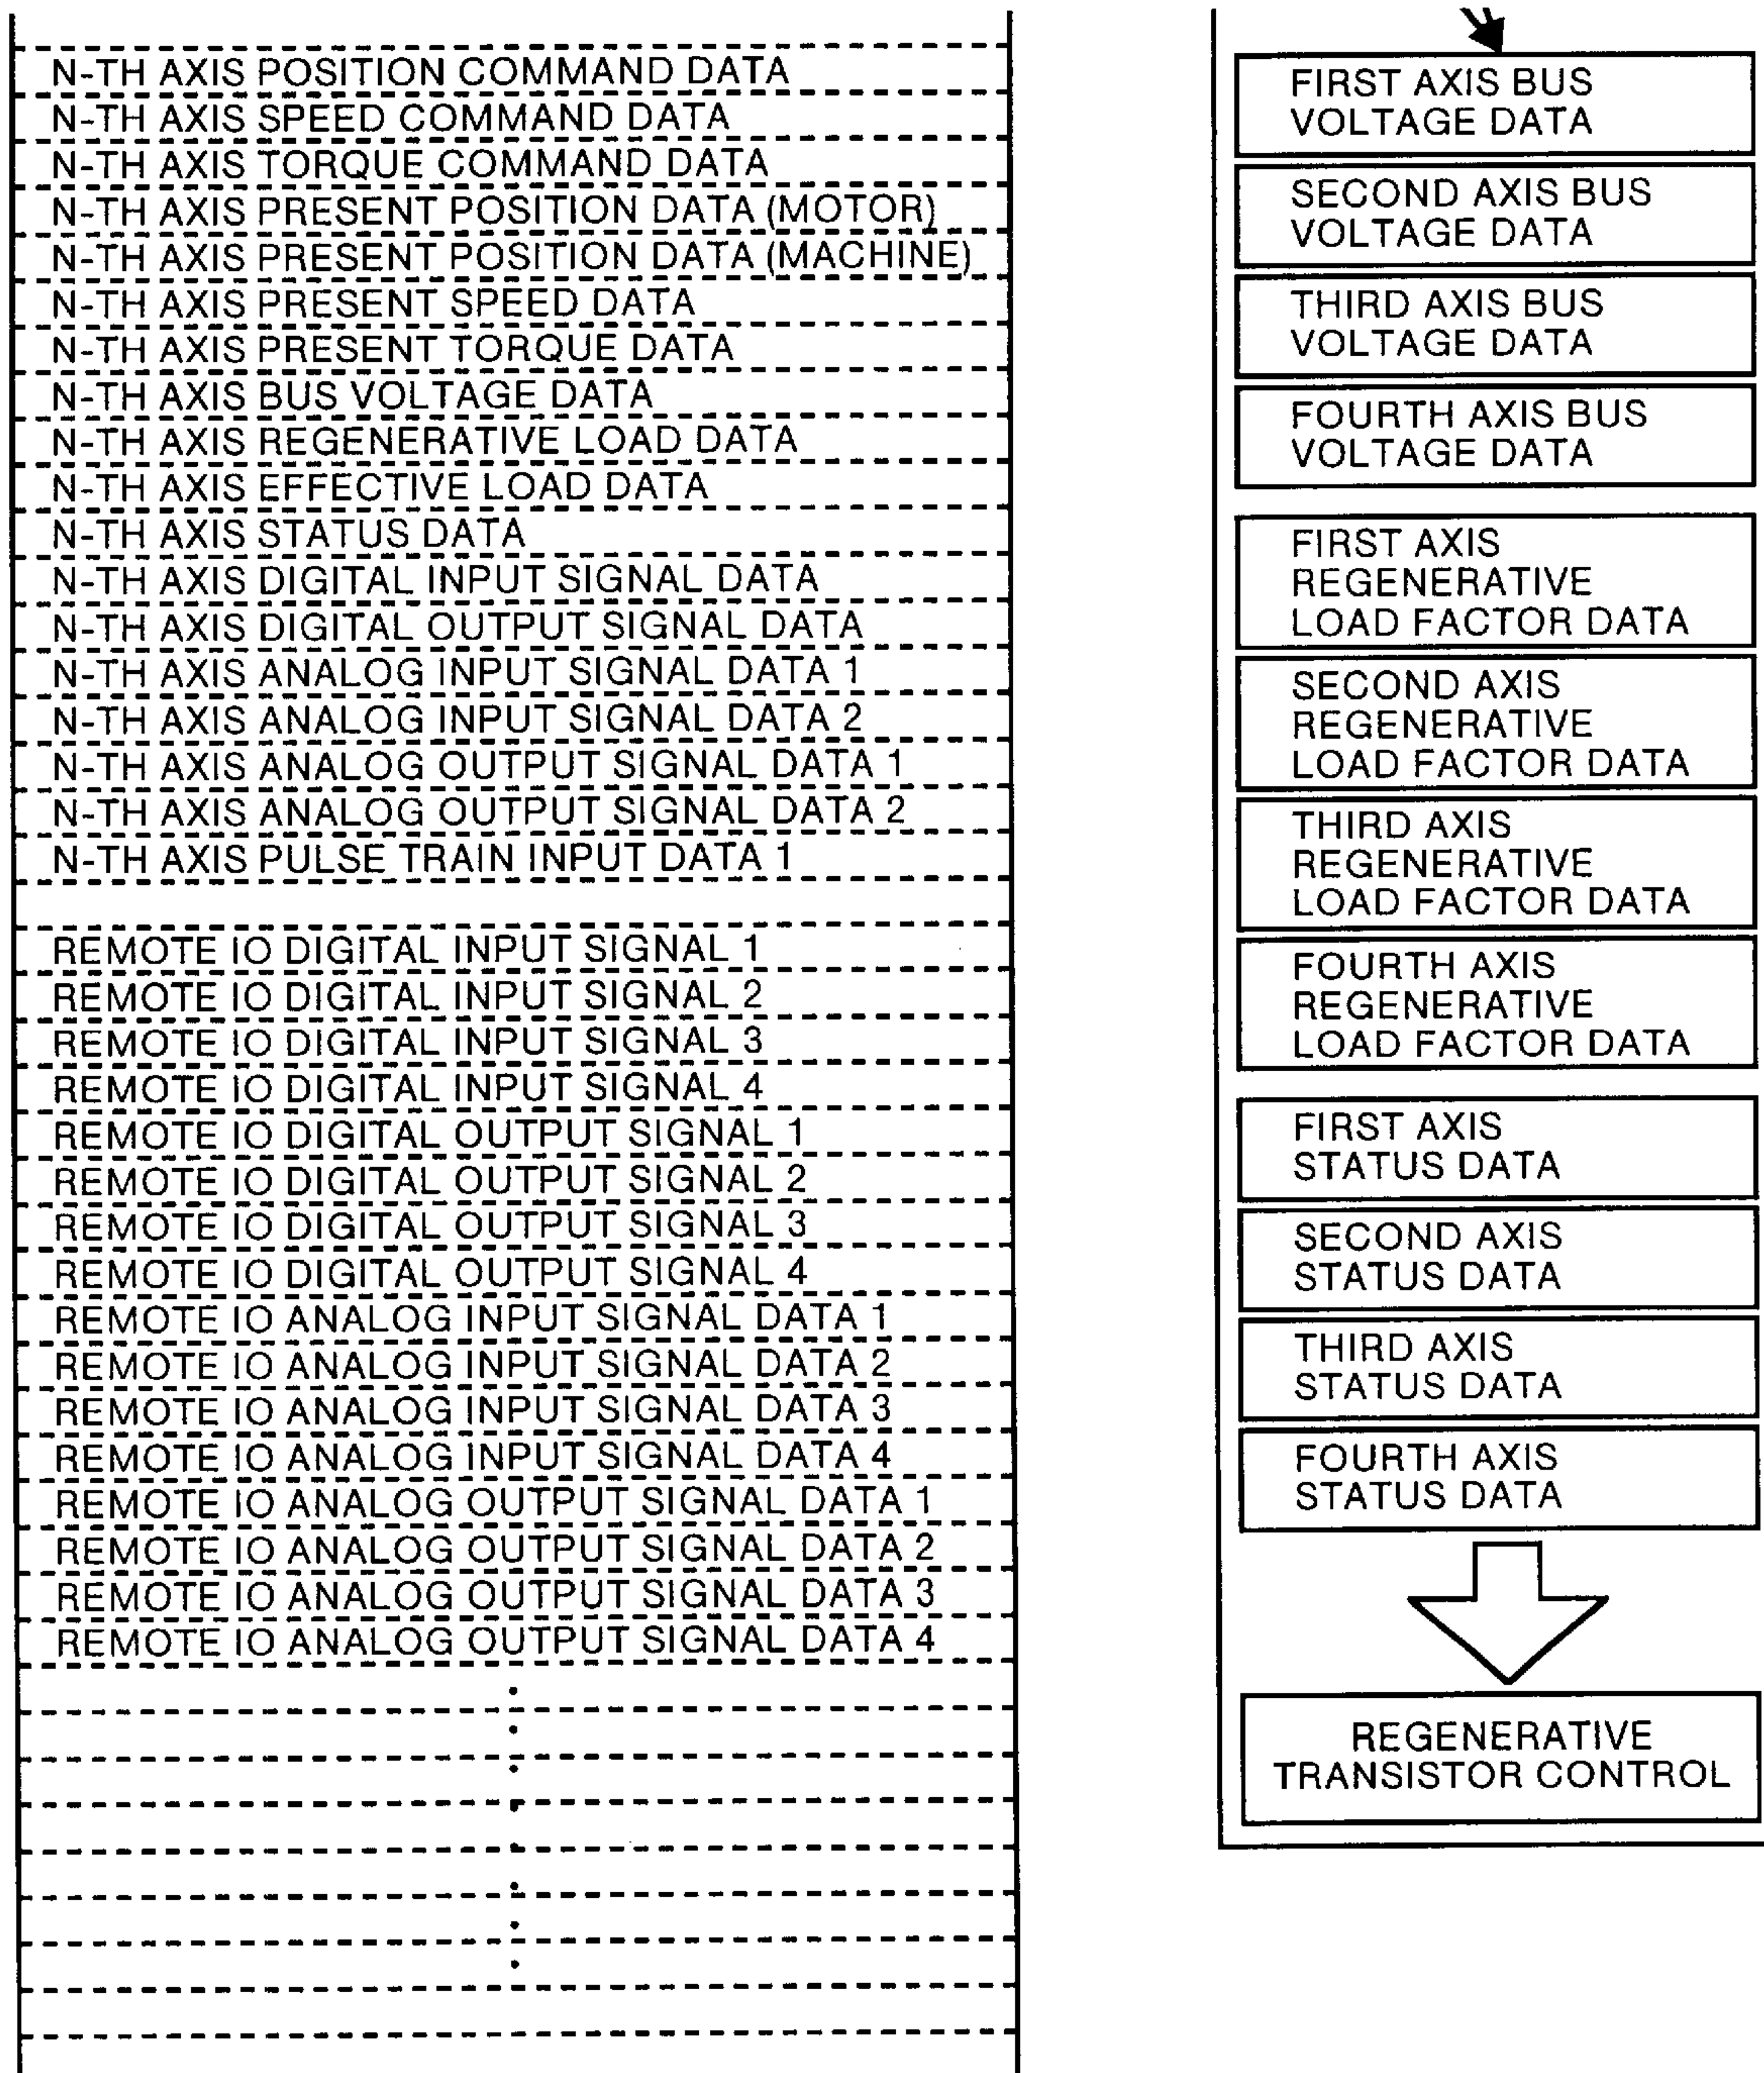 N-TH AXIS POSITION COMMAND DATA
N-TH AXIS SPEED COMMAND DATA
N-TH AXIS TORQUE COMMAND DATA
N-TH AXIS PRESENT POSITION DATA (MOTOR)
N-TH AXIS PRESENT POSITION DATA (MACHINE)
N-TH AXIS PRESENT SPEED DATA
N-TH AXIS PRESENT TORQUE DATA
N-TH AXIS BUS VOLTAGE DATA
N-TH AXIS REGENERATIVE LOAD DATA
N-TH AXIS EFFECTIVE LOAD DATA
N-TH AXIS STATUS DATA
N-TH AXIS DIGITAL INPUT SIGNAL DATA
N-TH AXIS DIGITAL OUTPUT SIGNAL DATA
N-TH AXIS ANALOG INPUT SIGNAL DATA 1
N-TH AXIS ANALOG INPUT SIGNAL DATA 2
N-TH AXIS ANALOG OUTPUT SIGNAL DATA 1
N-TH AXIS ANALOG OUTPUT SIGNAL DATA 2
N-TH AXIS PULSE TRAIN INPUT DATA 1
REMOTE IO DIGITAL INPUT SIGNAL 1
REMOTE IO DIGITAL INPUT SIGNAL 2
REMOTE IO DIGITAL INPUT SIGNAL 3
REMOTE IO DIGITAL INPUT SIGNAL 4
REMOTE IO DIGITAL OUTPUT SIGNAL 1
REMOTE IO DIGITAL OUTPUT SIGNAL 2
REMOTE IO DIGITAL OUTPUT SIGNAL 3
REMOTE IO DIGITAL OUTPUT SIGNAL 4
REMOTE IO ANALOG INPUT SIGNAL DATA 1
REMOTE IO ANALOG INPUT SIGNAL DATA 2
REMOTE IO ANALOG INPUT SIGNAL DATA 3
REMOTE IO ANALOG INPUT SIGNAL DATA 4
REMOTE IO ANALOG OUTPUT SIGNAL DATA 1
REMOTE IO ANALOG OUTPUT SIGNAL DATA 2
REMOTE IO ANALOG OUTPUT SIGNAL DATA 3
REMOTE IO ANALOG OUTPUT SIGNAL DATA 4
FIRST AXIS BUS
VOLTAGE DATA
SECOND AXIS BUS
VOLTAGE DATA
THIRD AXIS BUS
VOLTAGE DATA
FOURTH AXIS BUS
VOLTAGE DATA
FIRST AXIS
REGENERATIVE
LOAD FACTOR DATA
SECOND AXIS
REGENERATIVE
LOAD FACTOR DATA
THIRD AXIS
REGENERATIVE
LOAD FACTOR DATA
FOURTH AXIS
REGENERATIVE
LOAD FACTOR DATA
FIRST AXIS
STATUS DATA
SECOND AXIS
STATUS DATA
THIRD AXIS
STATUS DATA
FOURTH AXIS
STATUS DATA
REGENERATIVE
TRANSISTOR CONTROL